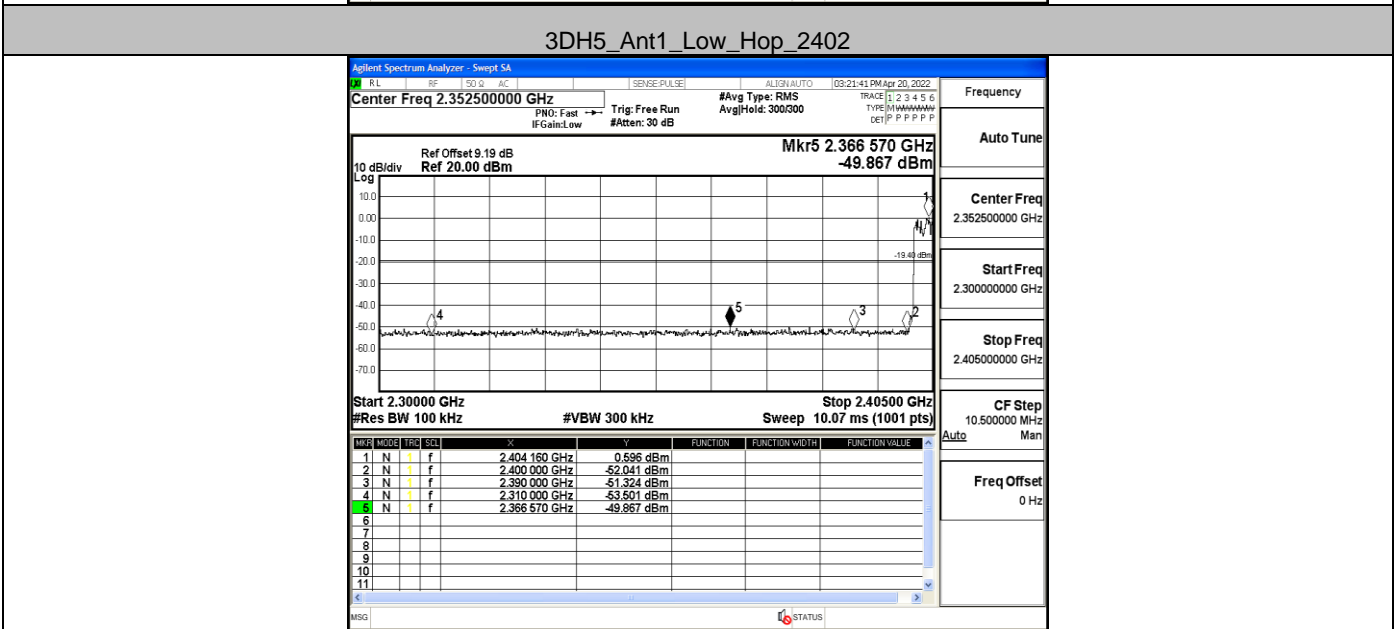 3DH5_Ant1_Low_Hop_2402
Agilent Spectrum Analyzer - Swept SA
RL RF 50 Ω AC SENSE:PULSE ALIGNAUTO 03:21:41 PM Apr 20, 2022
Center Freq 2.352500000 GHz
PNO: Fast
IFGain:Low
Trig: Free Run
#Atten: 30 dB
#Avg Type: RMS
Avg|Hold: 300/300
TRACE 1 2 3 4 5 6
TYPE M
DET P P P P P P
Frequency
Mkr5 2.366 570 GHz
-49.867 dBm
Ref Offset 9.19 dB
10 dB/div Ref 20.00 dBm
Log
10.0
0.00
-10.0
-20.0
-30.0
-40.0
-50.0
-60.0
-70.0
1
-19.40 dBm
4
5
3
2
Start 2.30000 GHz Stop 2.40500 GHz
#Res BW 100 kHz #VBW 300 kHz Sweep 10.07 ms (1001 pts)
MKR MODE TRC SCL X Y FUNCTION FUNCTION WIDTH FUNCTION VALUE
1 N 1 f 2.404 160 GHz 0.596 dBm
2 N 1 f 2.400 000 GHz -52.041 dBm
3 N 1 f 2.390 000 GHz -51.324 dBm
4 N 1 f 2.310 000 GHz -53.501 dBm
5 N 1 f 2.366 570 GHz -49.867 dBm
6
7
8
9
10
11
Auto Tune
Center Freq
2.352500000 GHz
Start Freq
2.300000000 GHz
Stop Freq
2.405000000 GHz
CF Step
10.500000 MHz
Auto Man
Freq Offset
0 Hz
MSG STATUS